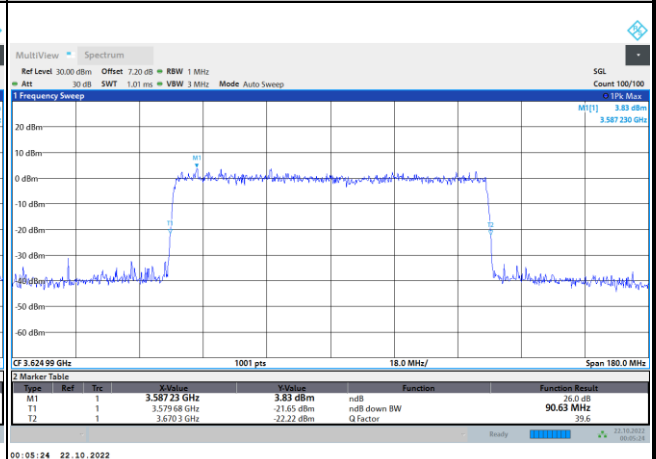 MultiView Spectrum
Ref Level 30.00 dBm Offset 7.20 dB RBW 1 MHz SGL
Att 30 dB SWT 1.01 ms VBW 3 MHz Mode Auto Sweep Count 100/100
1 Frequency Sweep 1Pk Max
M1[1] 3.83 dBm
3.587 230 GHz
20 dBm
10 dBm
M1
0 dBm
-10 dBm
T1
T2
-20 dBm
-30 dBm
-40 dBm
-50 dBm
-60 dBm
CF 3.624 99 GHz 1001 pts 18.0 MHz/ Span 180.0 MHz
2 Marker Table
Type Ref Trc X-Value Y-Value Function Function Result
M1 1 3.587 23 GHz 3.83 dBm ndB 26.0 dB
T1 1 3.579 68 GHz -21.65 dBm ndB down BW 90.63 MHz
T2 1 3.670 3 GHz -22.22 dBm Q Factor 39.6
Ready 22.10.2022
00:05:24
00:05:24 22.10.2022